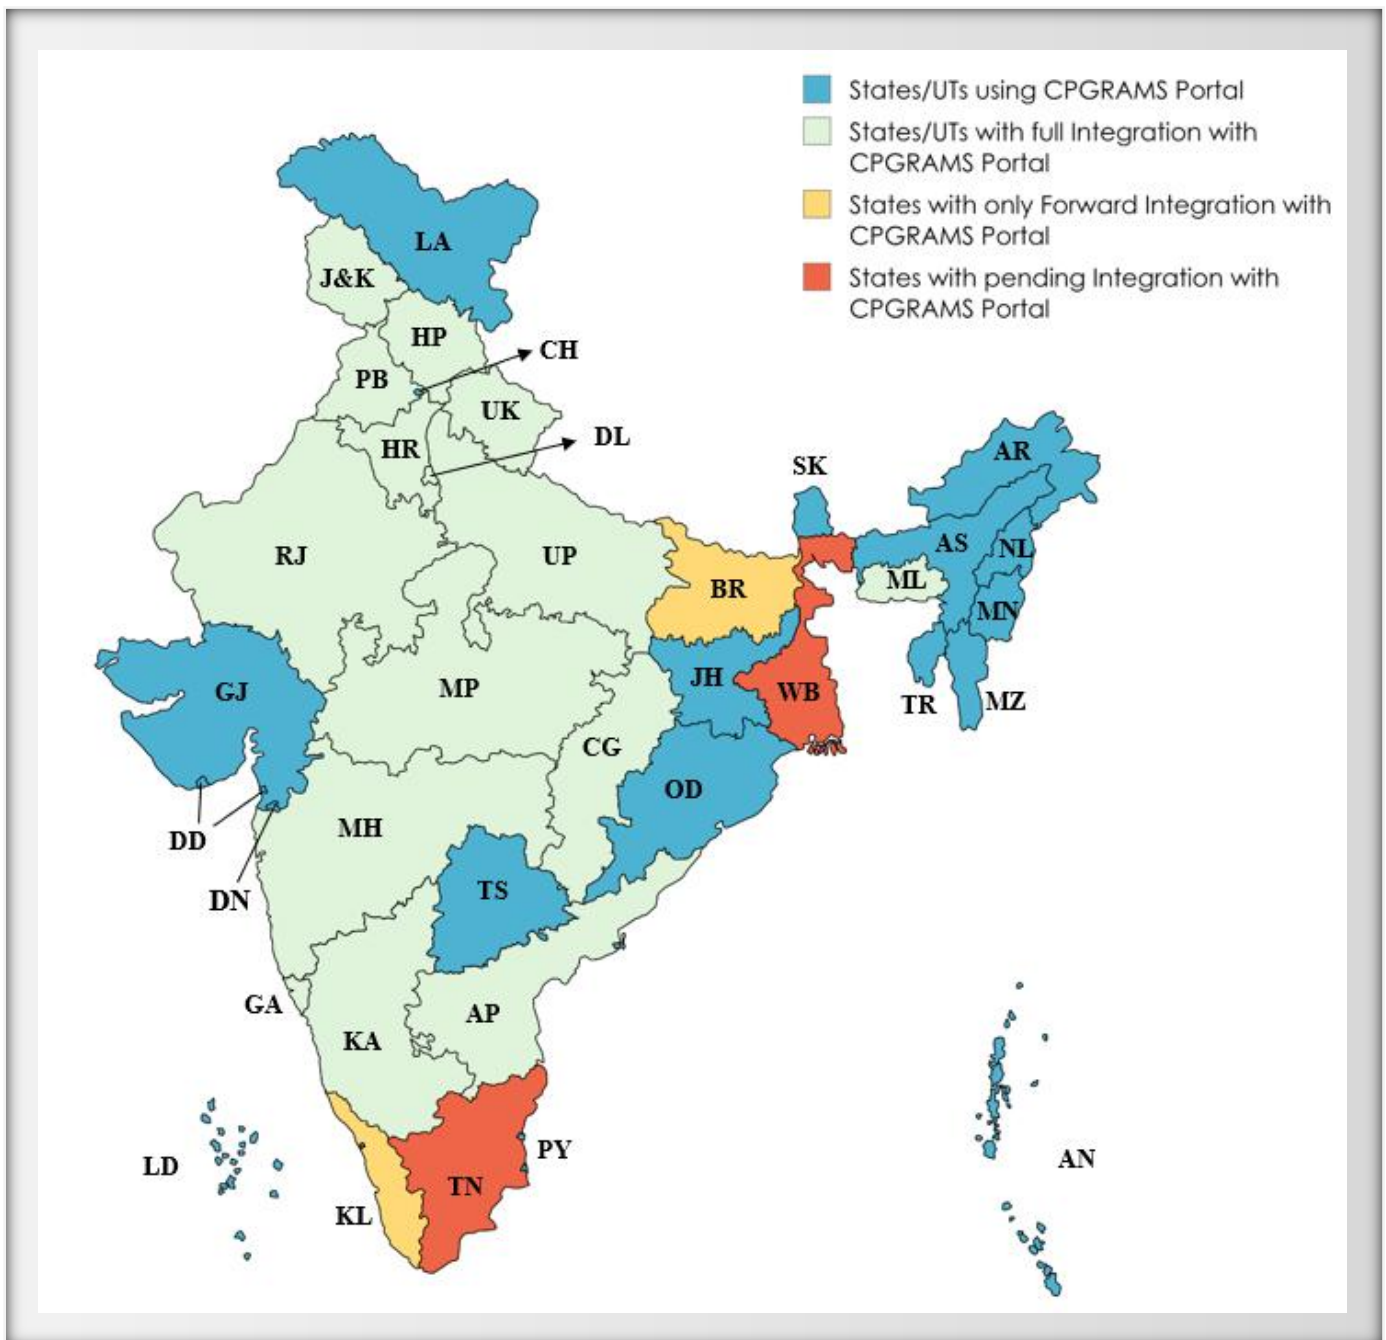 States/UTs using CPGRAMS Portal
States/UTs with full Integration with
CPGRAMS Portal
States with only Forward Integration with
CPGRAMS Portal
States with pending Integration with
CPGRAMS Portal
LA
J&K
HP
CH
PB
UK
DL
HR
SK
AR
RJ
UP
AS
NL
BR
ML
MN
GJ
MP
JH
WB
TR
MZ
CG
OD
DD
MH
DN
TS
GA
AP
KA
PY
LD
AN
TN
KL